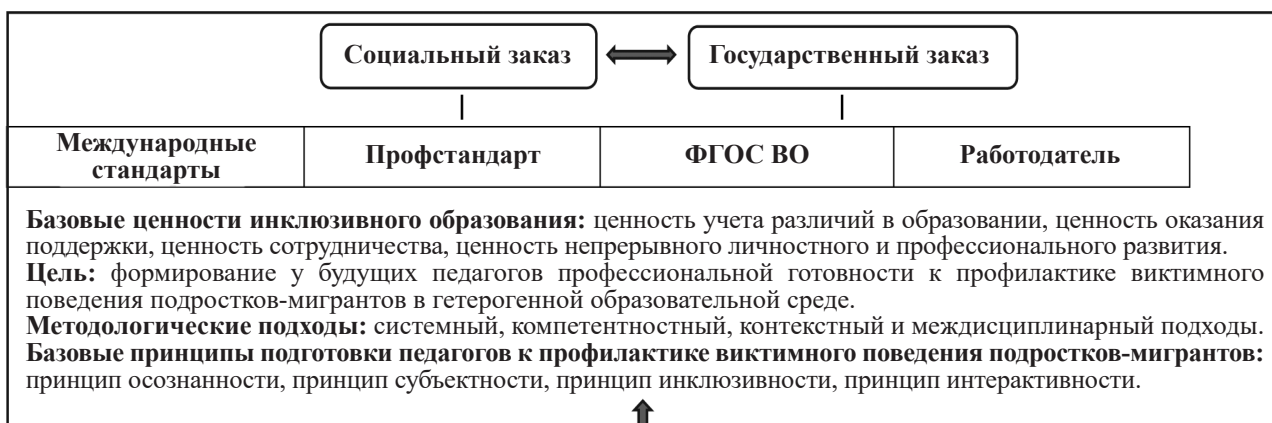 Социальный заказ
Государственный заказ
Международные
стандарты
Профстандарт
ФГОС ВО
Работодатель
Базовые ценности инклюзивного образования: ценность учета различий в образовании, ценность оказания
поддержки, ценность сотрудничества, ценность непрерывного личностного и профессионального развития.
Цель: формирование у будущих педагогов профессиональной готовности к профилактике виктимного
поведения подростков-мигрантов в гетерогенной образовательной среде.
Методологические подходы: системный, компетентностный, контекстный и междисциплинарный подходы.
Базовые принципы подготовки педагогов к профилактике виктимного поведения подростков-мигрантов:
принцип осознанности, принцип субъектности, принцип инклюзивности, принцип интерактивности.